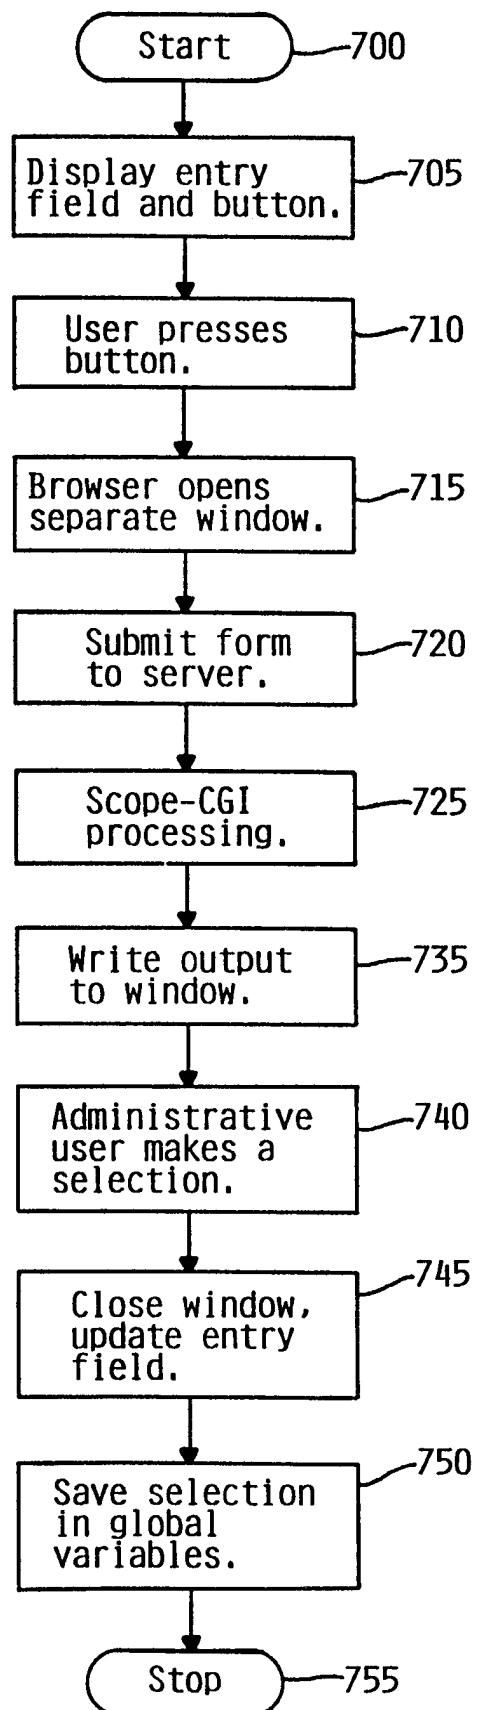 Start
700
Display entry
field and button.
705
User presses
button.
710
Browser opens
separate window.
715
Submit form
to server.
720
Scope-CGI
processing.
725
Write output
to window.
735
Administrative
user makes a
selection.
740
Close window,
update entry
field.
745
Save selection
in global
variables.
750
Stop
755